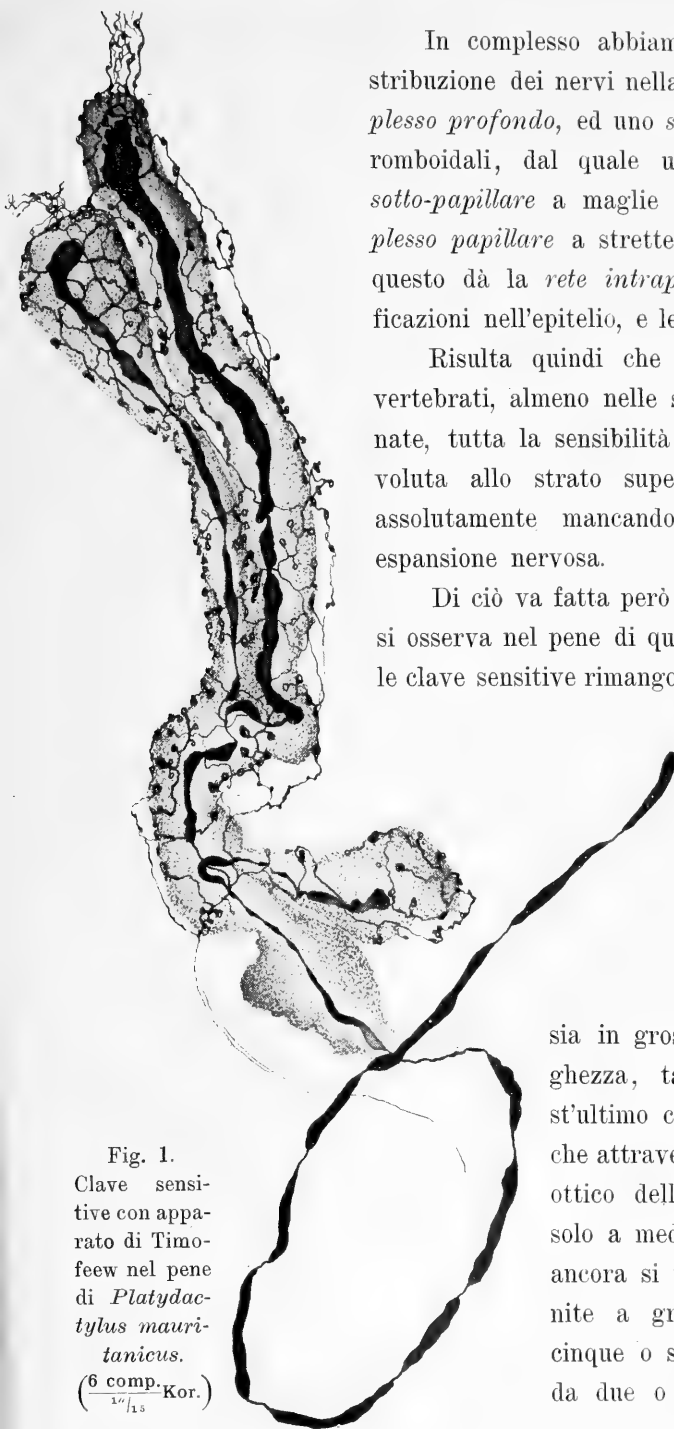 In complesso abbiam
stribuzione dei nervi nella
plesso profondo, ed uno s
romboidali, dal quale u
sotto-papillare a maglie
plesso papillare a strette
questo dà la rete intrap
ficazioni nell'epitelio, e le
Risulta quindi che
vertebrati, almeno nelle s
nate, tutta la sensibilità
voluta allo strato supe
assolutamente mancando
espansione nervosa.
Di ciò va fatta però
si osserva nel pene di qu
le clave sensitive rimango
sia in gros
ghezza, ta
st'ultimo c
che attrave
ottico dell
solo a med
ancora si
nite a gr
cinque o s
da due o
Fig. 1.
Clave sensi-
tive con appa-
rato di Timo-
feew nel pene
di Platydac-
tylus mauri-
tanicus.
(6 comp.
1"/15 Kor.)